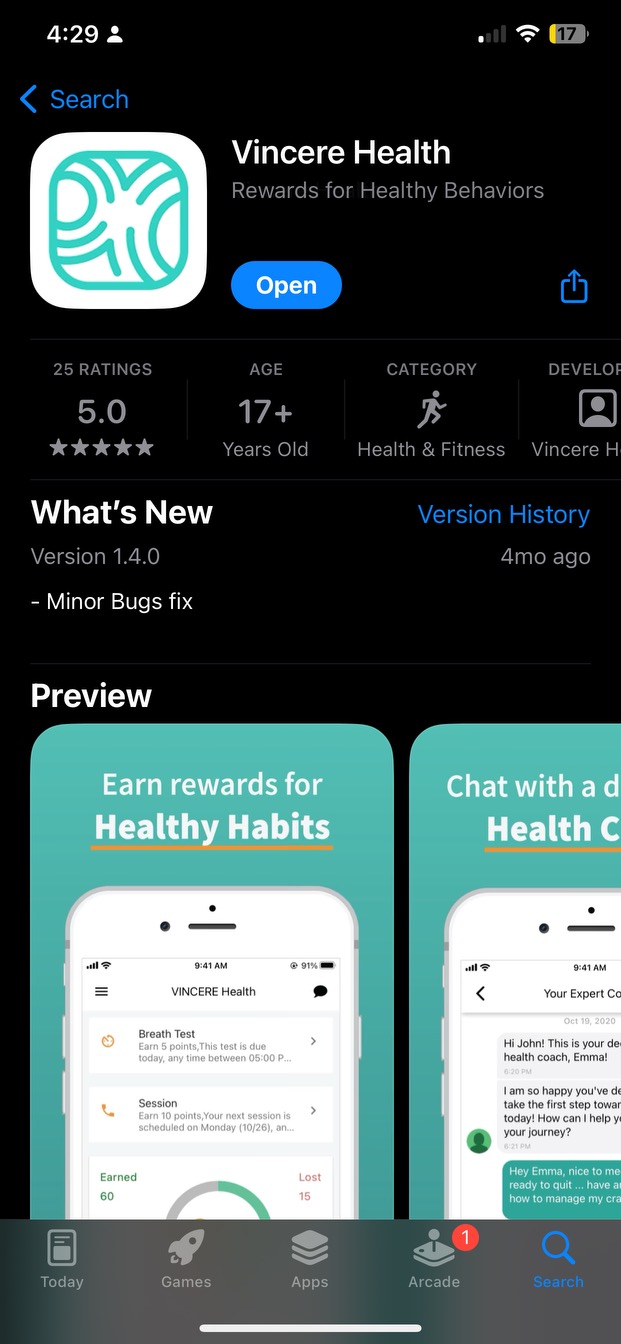 4:29
17
Search
Vincere Health
Rewards for Healthy Behaviors
Open
25 RATINGS
AGE
CATEGORY
DEVELOP
5.0
17+
Years Old
Health & Fitness
Vincere H
What's New
Version History
Version 1.4.0
4mo ago
- Minor Bugs fix
Preview
Earn rewards for
Healthy Habits
9:41 AM
91%
VINCERE Health
Breath Test
Earn 5 points,This test is due
today, any time between 05:00 P...
Session
Earn 10 points,Your next session is
scheduled on Monday (10/26), an...
Earned
Lost
60
15
Chat with a d
Health C
9:41 AM
Your Expert Co
Oct 19, 2020
Hi John! This is your de
health coach, Emma!
6:20 PM
I am so happy you've de
take the first step towar
today! How can I help yo
your journey?
6:21 PM
Hey Emma, nice to me
ready to quit ... have an
how to manage my cra
Today
Games
Apps
Arcade
1
Search